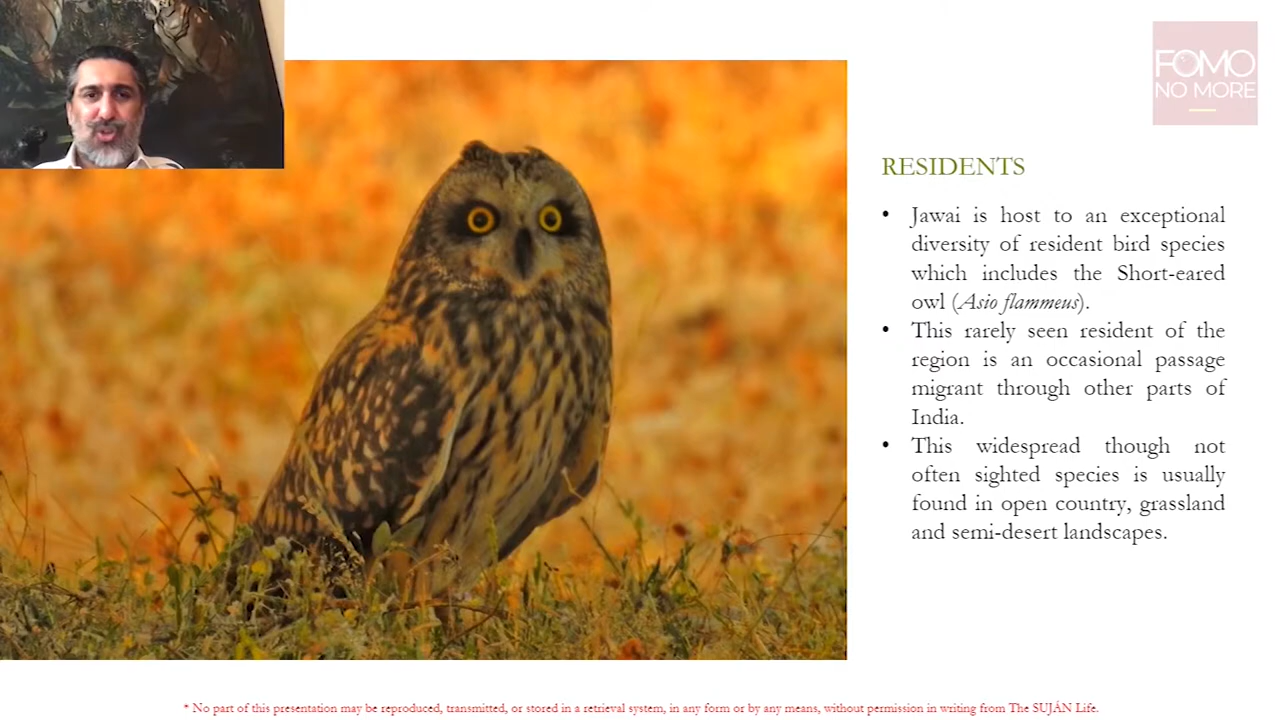 FOMO
NO MORE
RESIDENTS
• Jawai is host to an exceptional
diversity of resident bird species
which includes the Short-eared
owl (Asio flammeus).
• This rarely seen resident of the
region is an occasional passage
migrant through other parts of
India.
• This widespread though not
often sighted species is usually
found in open country, grassland
and semi-desert landscapes.
* No part of this presentation may be reproduced, transmitted, or stored in a retrieval system, in any form or by any means, without permission in writing from The SUJÁN Life.